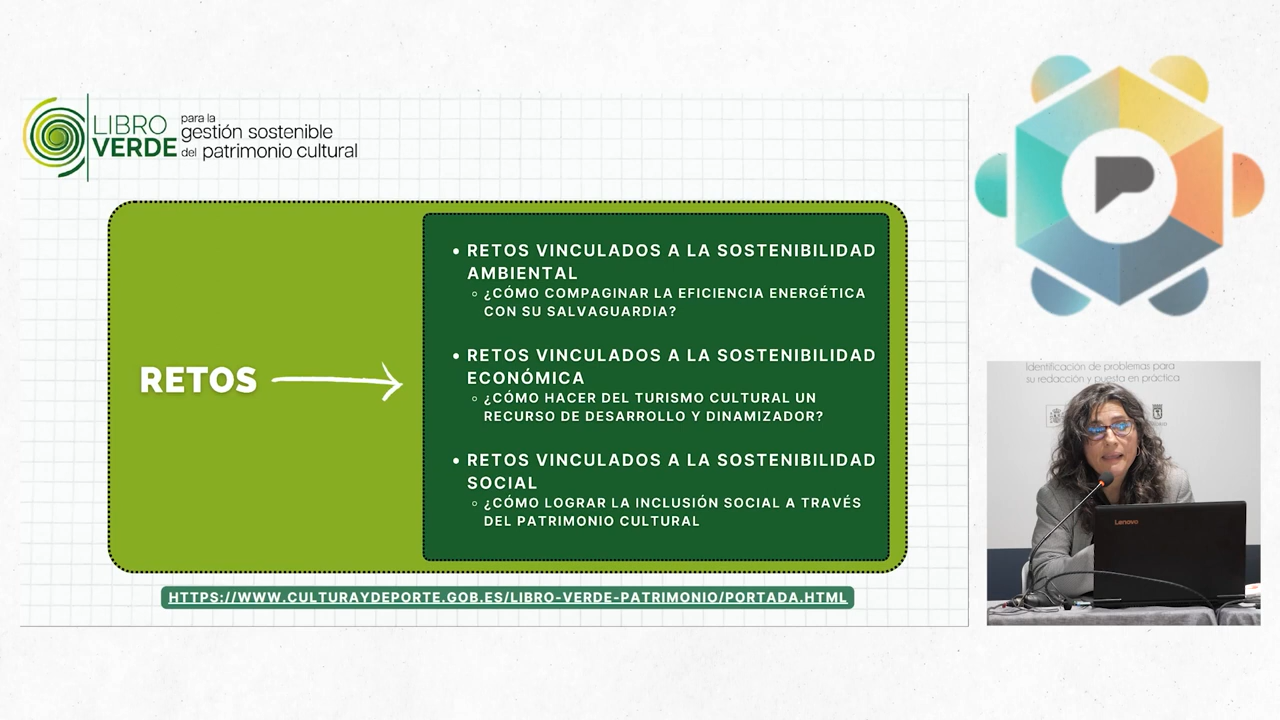 LIBRO
VERDE
para la
gestión sostenible
del patrimonio cultural
RETOS
• RETOS VINCULADOS A LA SOSTENIBILIDAD
AMBIENTAL
◦ ¿CÓMO COMPAGINAR LA EFICIENCIA ENERGÉTICA
CON SU SALVAGUARDIA?
• RETOS VINCULADOS A LA SOSTENIBILIDAD
ECONÓMICA
◦ ¿CÓMO HACER DEL TURISMO CULTURAL UN
RECURSO DE DESARROLLO Y DINAMIZADOR?
• RETOS VINCULADOS A LA SOSTENIBILIDAD
SOCIAL
◦ ¿CÓMO LOGRAR LA INCLUSIÓN SOCIAL A TRAVÉS
DEL PATRIMONIO CULTURAL
HTTPS://WWW.CULTURAYDEPORTE.GOB.ES/LIBRO-VERDE-PATRIMONIO/PORTADA.HTML
P
Identificación de problemas para
su redacción y puesta en práctica
Lenovo